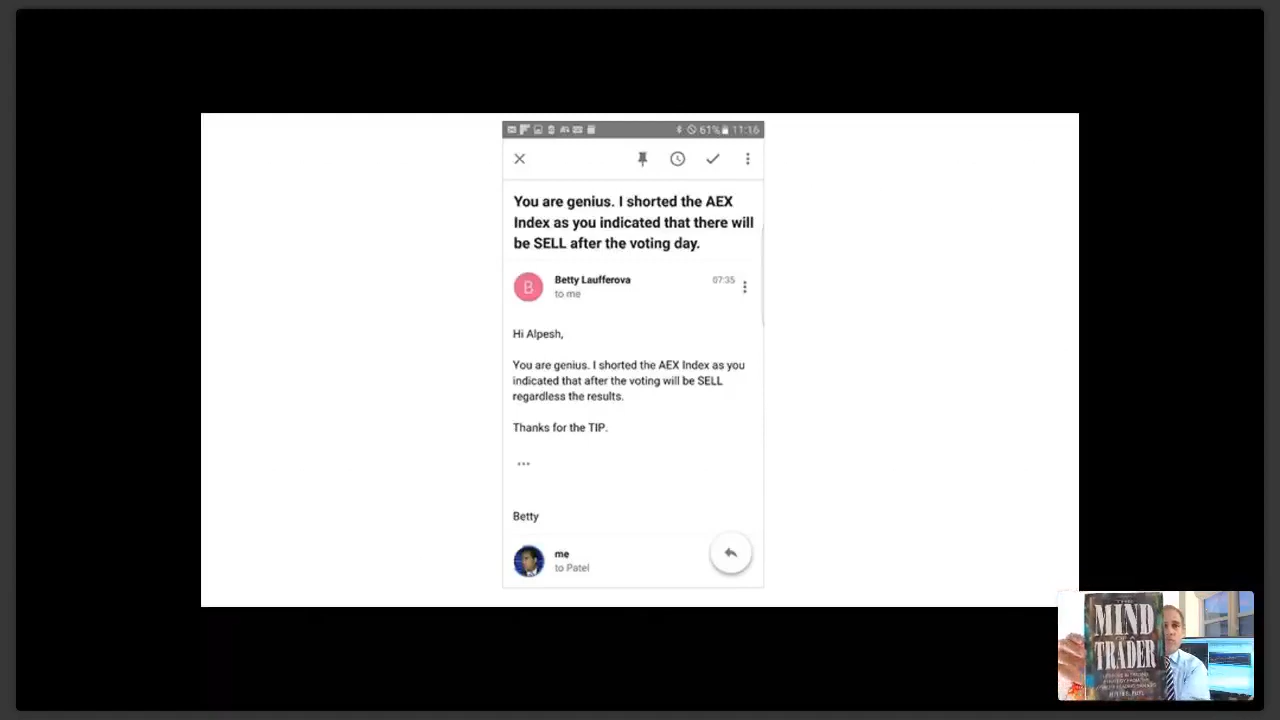 61% 11:16
You are genius. I shorted the AEX
Index as you indicated that there will
be SELL after the voting day.
B
Betty Laufferova
07:35
to me
Hi Alpesh,
You are genius. I shorted the AEX Index as you
indicated that after the voting will be SELL
regardless the results.
Thanks for the TIP.
...
Betty
me
to Patel
THE
MIND
OF A
TRADER